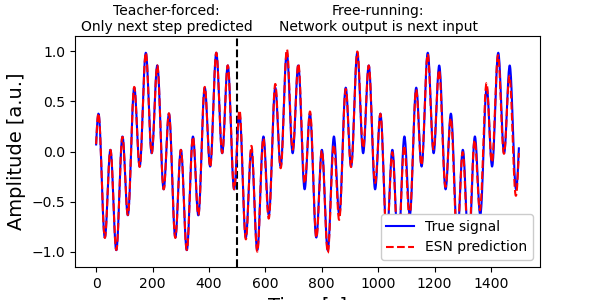 Teacher-forced:
Only next step predicted
Free-running:
Network output is next input
Amplitude [a.u.]
1.0
0.5
0.0
−0.5
−1.0
True signal
ESN prediction
0 200 400 600 800 1000 1200 1400